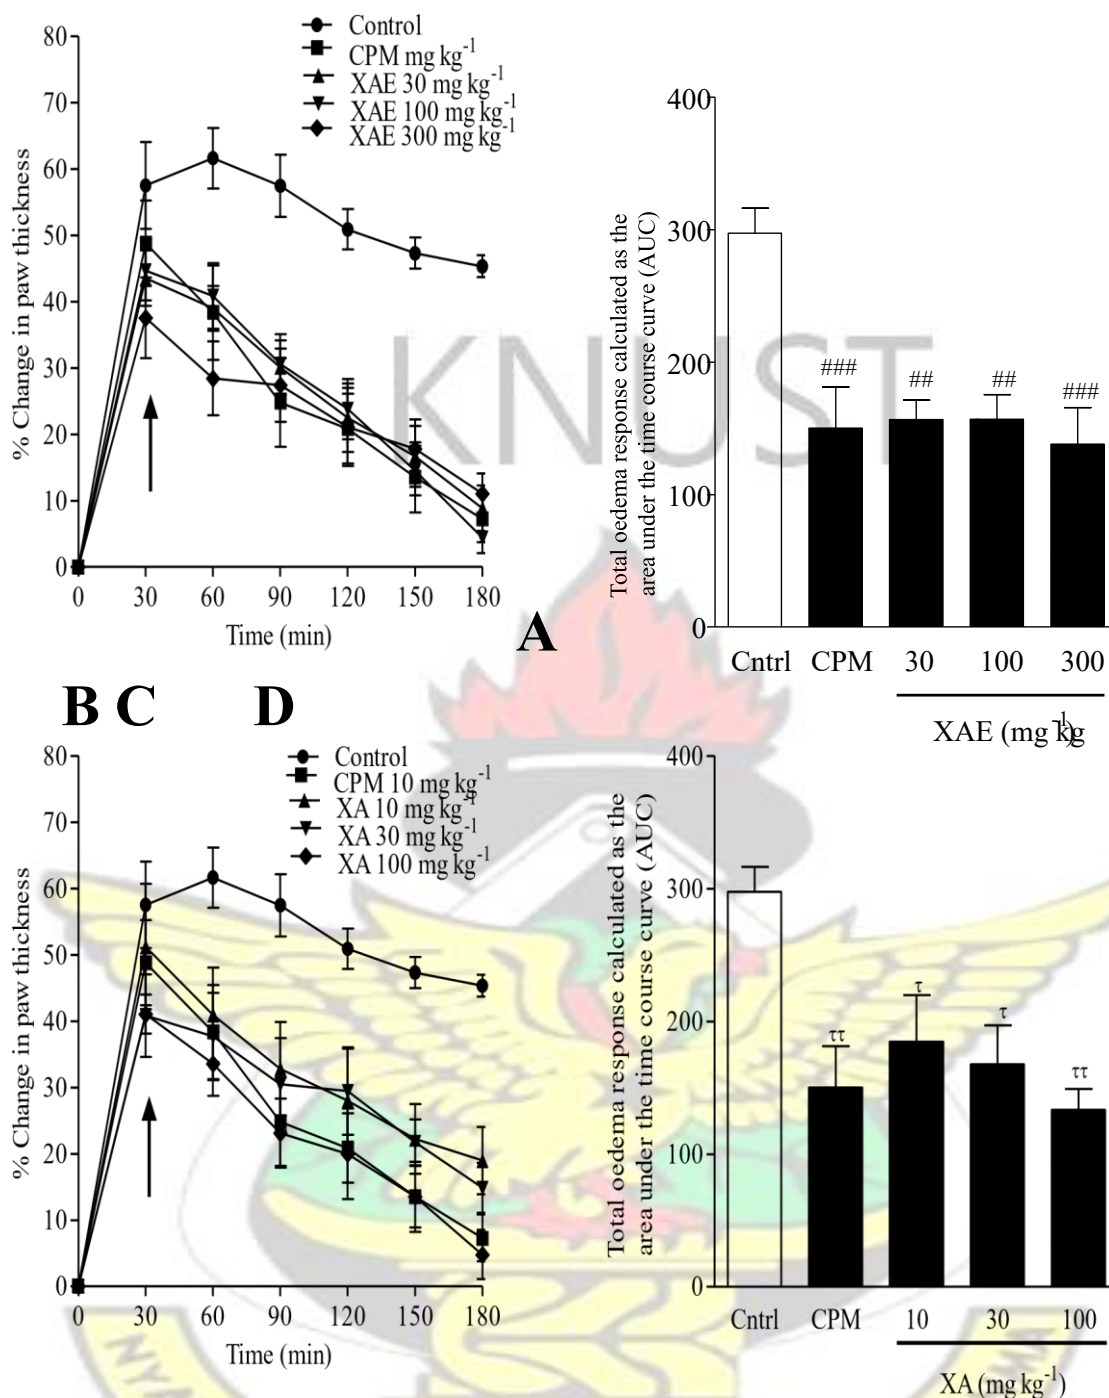 Control
CPM mg kg-1
XAE 30 mg kg-1
XAE 100 mg kg-1
XAE 300 mg kg-1
80
70
60
50
40
30
20
10
0
% Change in paw thickness
0 30 60 90 120 150 180
Time (min)
A
400
300
200
100
0
Total oedema response calculated as the
area under the time course curve (AUC)
### ## ## ###
Cntrl CPM 30 100 300
XAE (mg kg-1)
KNUST
B C D
Control
CPM 10 mg kg-1
XA 10 mg kg-1
XA 30 mg kg-1
XA 100 mg kg-1
80
70
60
50
40
30
20
10
0
% Change in paw thickness
0 30 60 90 120 150 180
Time (min)
400
300
200
100
0
Total oedema response calculated as the
area under the time course curve (AUC)
ττ τ τ ττ
Cntrl CPM 10 30 100
XA (mg kg-1)